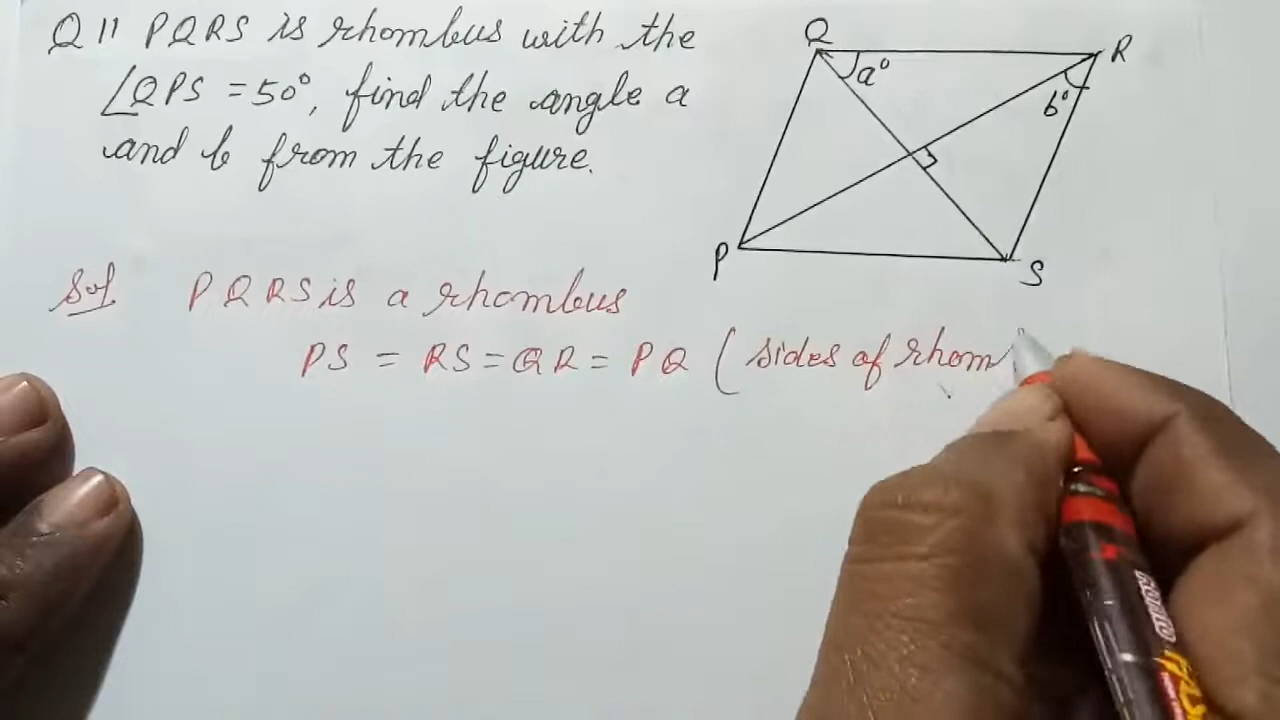 Q 11 PQRS is rhombus with the
∠QPS = 50°, find the angle a
and b from the figure.
Q
R
a°
b°
P
S
Sol PQRS is a rhombus
PS = RS = QR = PQ ( sides of rhom